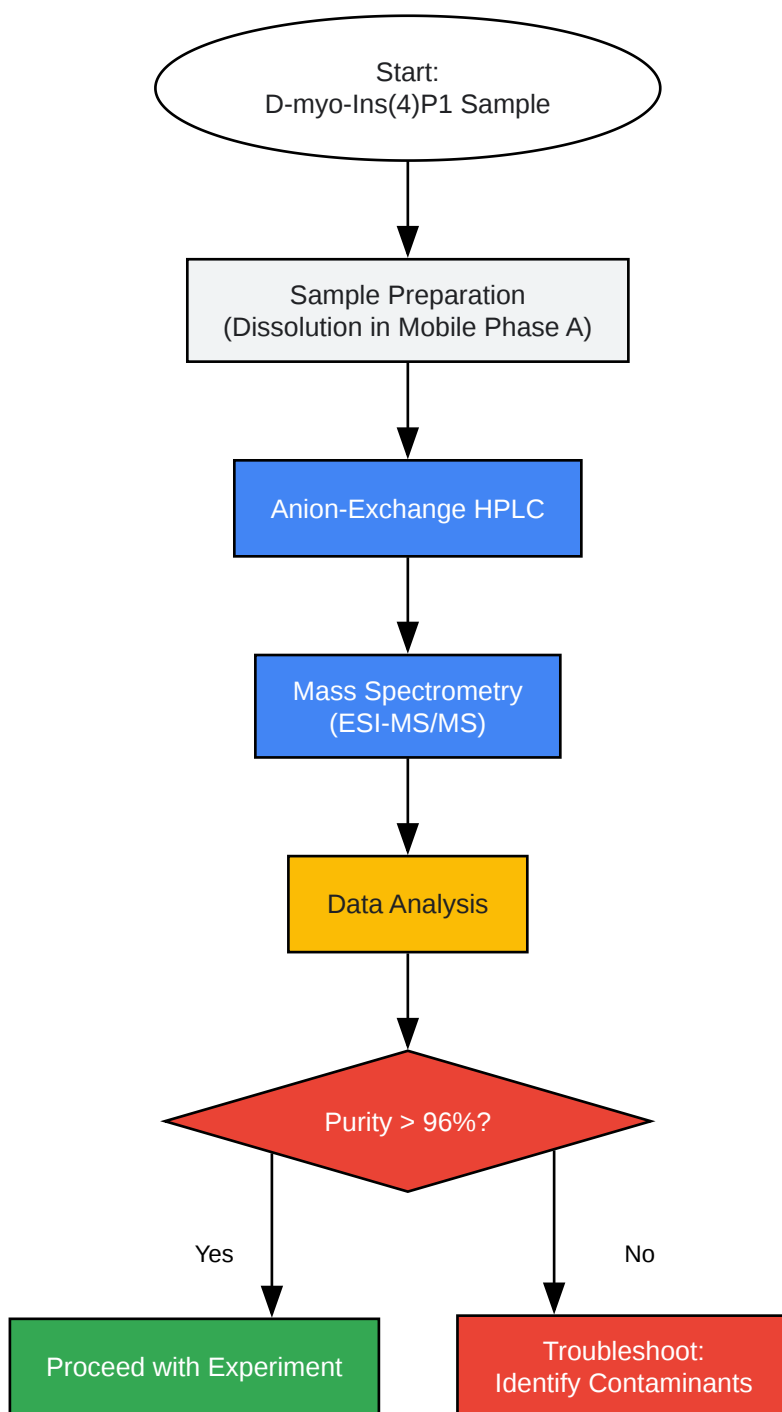 Start:
D-myo-Ins(4)P1 Sample
Sample Preparation
(Dissolution in Mobile Phase A)
Anion-Exchange HPLC
Mass Spectrometry
(ESI-MS/MS)
Data Analysis
Purity > 96%?
Yes
No
Proceed with Experiment
Troubleshoot:
Identify Contaminants